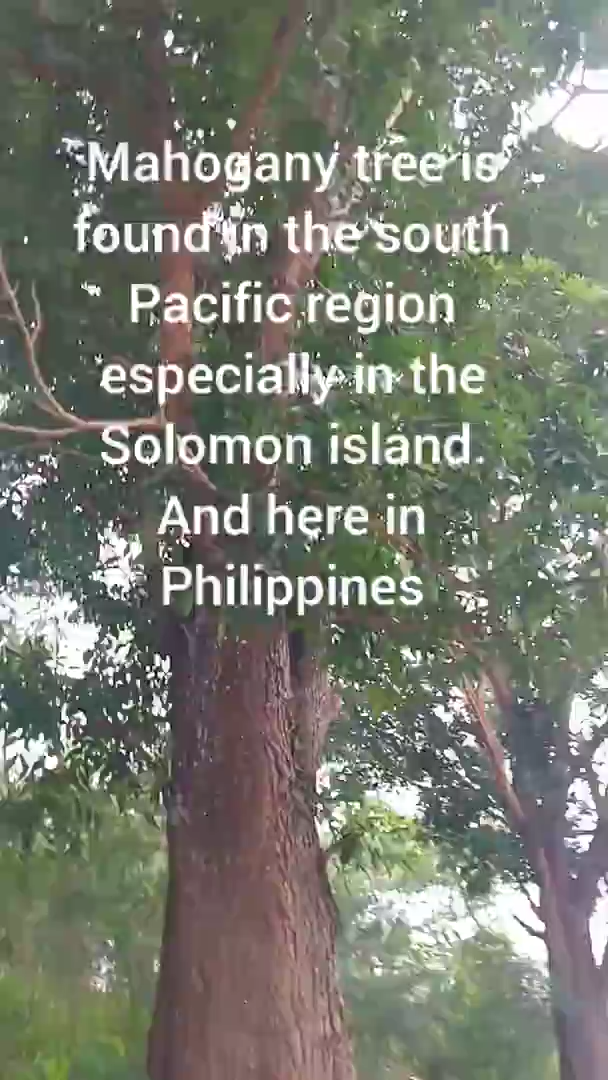 Mahogany tree is
found in the south
Pacific region
especially in the
Solomon island.
And here in
Philippines